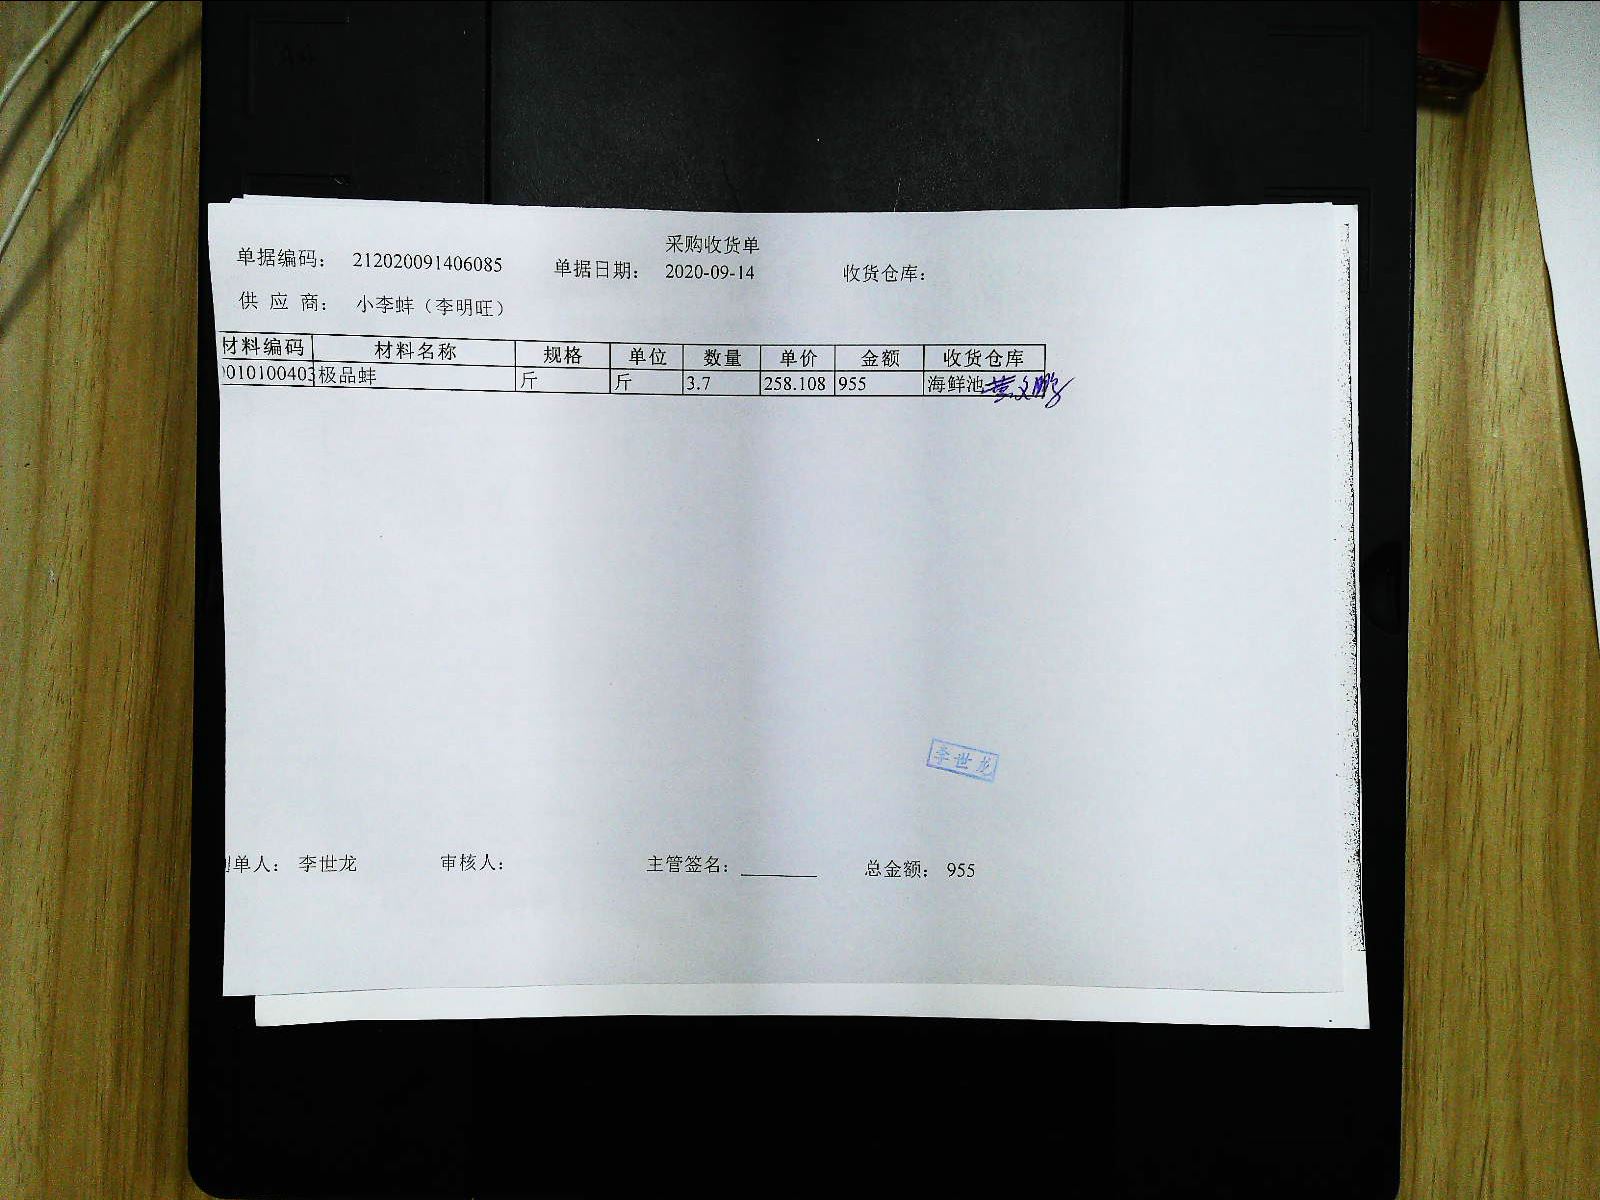 采购收货单
单据编码： 212020091406085 单据日期： 2020-09-14 收货仓库：
供 应 商： 小李蚌（李明旺）
材料编码 材料名称 规格 单位 数量 单价 金额 收货仓库
010100403 极品蚌 斤 斤 3.7 258.108 955 海鲜池
李世龙
单人： 李世龙 审核人： 主管签名： 总金额： 955